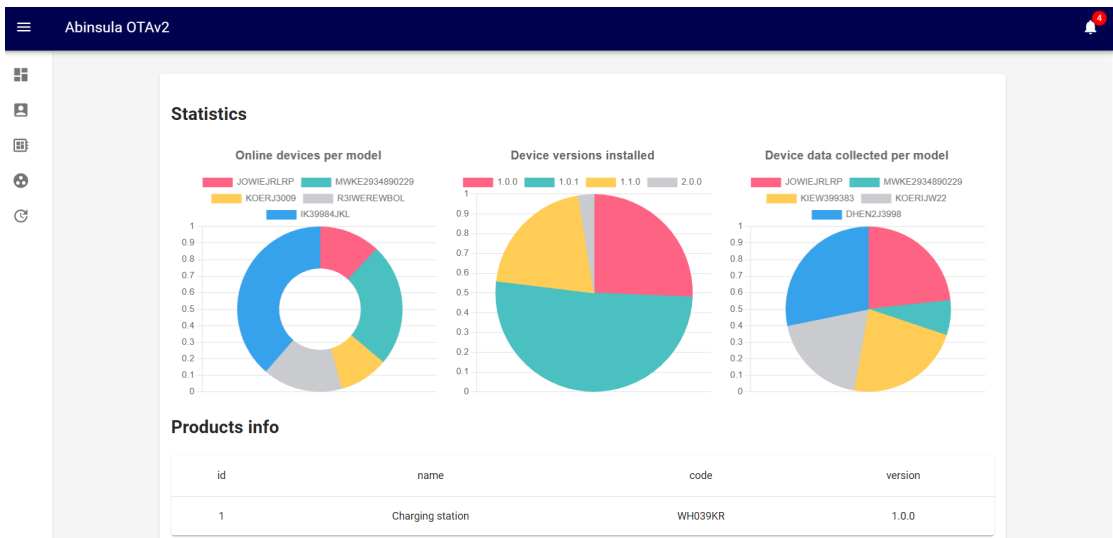 Abinsula OTAv2
4
Statistics
Online devices per model
JOWIEJRLRP MWKE2934890229
KOERJ3009 R3IWEREWBOL
IK39984JKL
1
0.9
0.8
0.7
0.6
0.5
0.4
0.3
0.2
0.1
0
Device versions installed
1.0.0 1.0.1 1.1.0 2.0.0
1
0.9
0.8
0.7
0.6
0.5
0.4
0.3
0.2
0.1
0
Device data collected per model
JOWIEJRLRP MWKE2934890229
KIEW399383 KOERIJW22
DHEN2J3998
1
0.9
0.8
0.7
0.6
0.5
0.4
0.3
0.2
0.1
0
Products info
id name code version
1 Charging station WH039KR 1.0.0